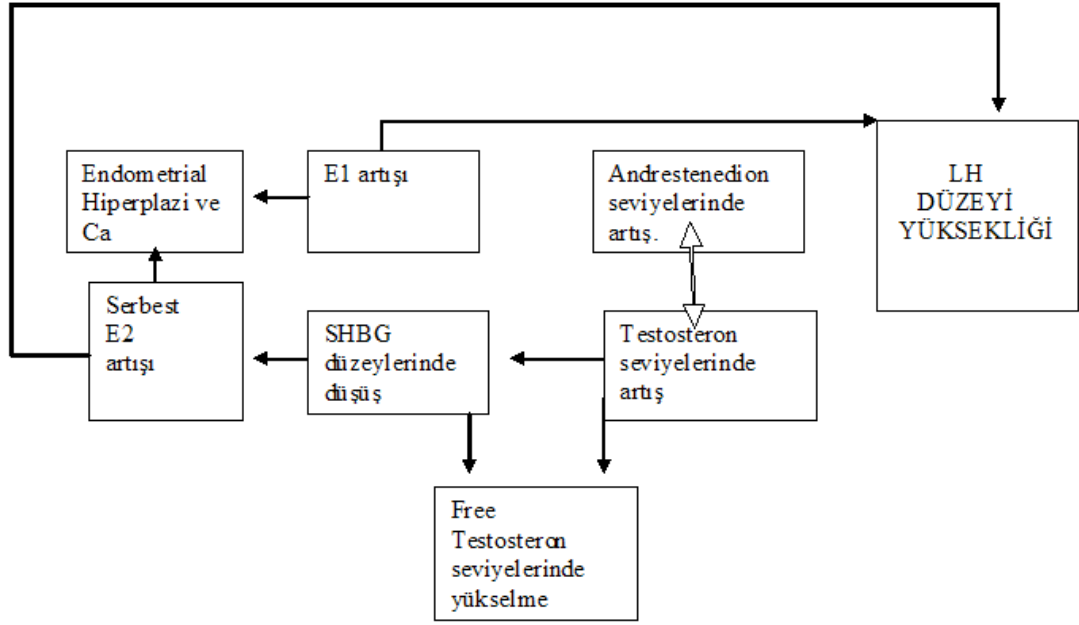 Endometrial
Hiperplazi ve
Ca
E1 artışı
Andrestenedion
seviyelerinde
artış.
LH
DÜZEYİ
YÜKSEKLİĞİ
Serbest
E2
artışı
SHBG
düzeylerinde
düşüş
Testosteron
seviyelerinde
artış
Free
Testosteron
seviyelerinde
yükselme